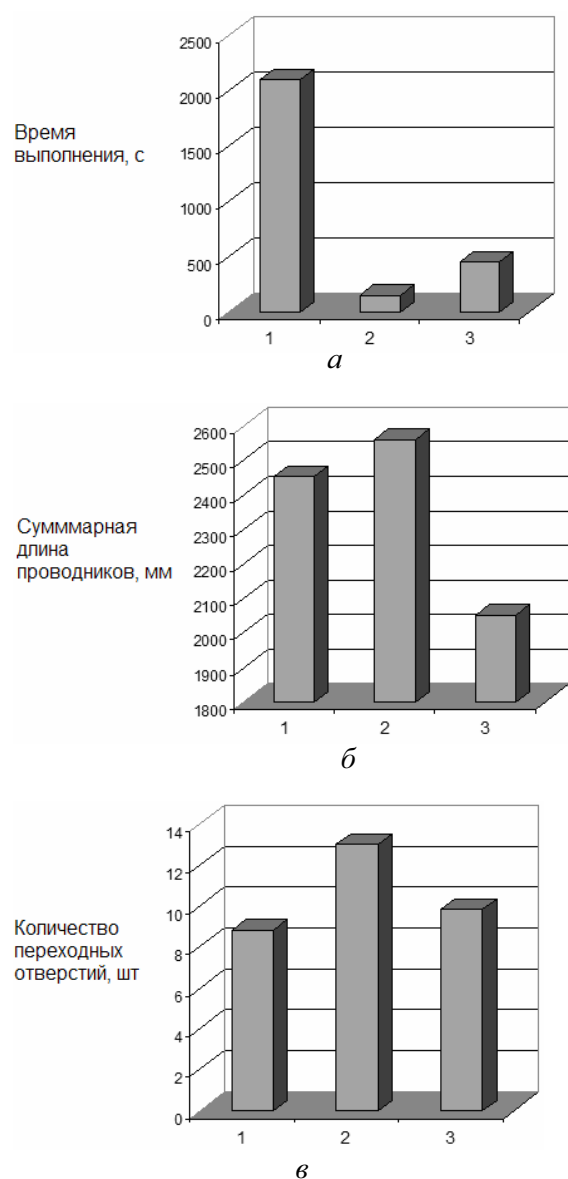 2500
2000
Время
выполнения, с
1500
1000
500
0
1 2 3
а
2600
2500
2400
Сумммарная
длина
проводников, мм
2300
2200
2100
2000
1900
1800
1 2 3
б
14
12
10
Количество
переходных
отверстий, шт
8
6
4
2
0
1 2 3
в